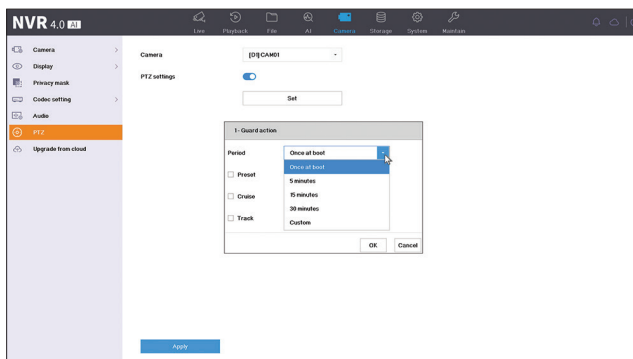 NVR 4.0 AI
Live Playback File AI Camera Storage System Maintain
Camera
Display
Privacy mask
Codec setting
Audio
PTZ
Upgrade from cloud
Camera [D1]CAM01
PTZ settings
Set
1 - Guard action
Period Once at boot
Once at boot
5 minutes
15 minutes
30 minutes
Custom
Preset
Cruise
Track
OK Cancel
Apply